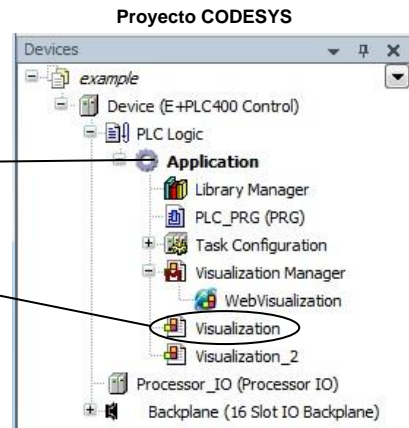 Proyecto CODESYS
Devices
example
Device (E+PLC400 Control)
PLC Logic
Application
Library Manager
PLC_PRG (PRG)
Task Configuration
Visualization Manager
WebVisualization
Visualization
Visualization_2
Processor_IO (Processor IO)
Backplane (16 Slot IO Backplane)